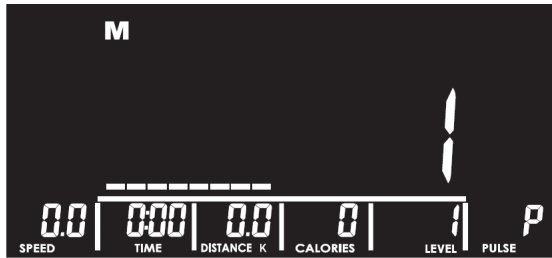 M
1
0.0 0:00 0.0 0 1 P
SPEED TIME DISTANCE K CALORIES LEVEL PULSE